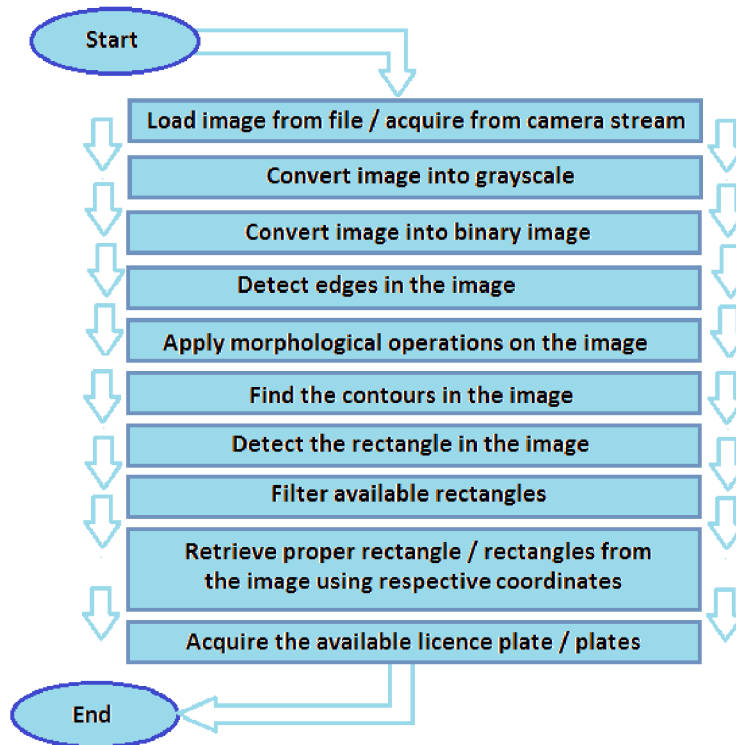 Start
Load image from file / acquire from camera stream
Convert image into grayscale
Convert image into binary image
Detect edges in the image
Apply morphological operations on the image
Find the contours in the image
Detect the rectangle in the image
Filter available rectangles
Retrieve proper rectangle / rectangles from
the image using respective coordinates
Acquire the available licence plate / plates
End